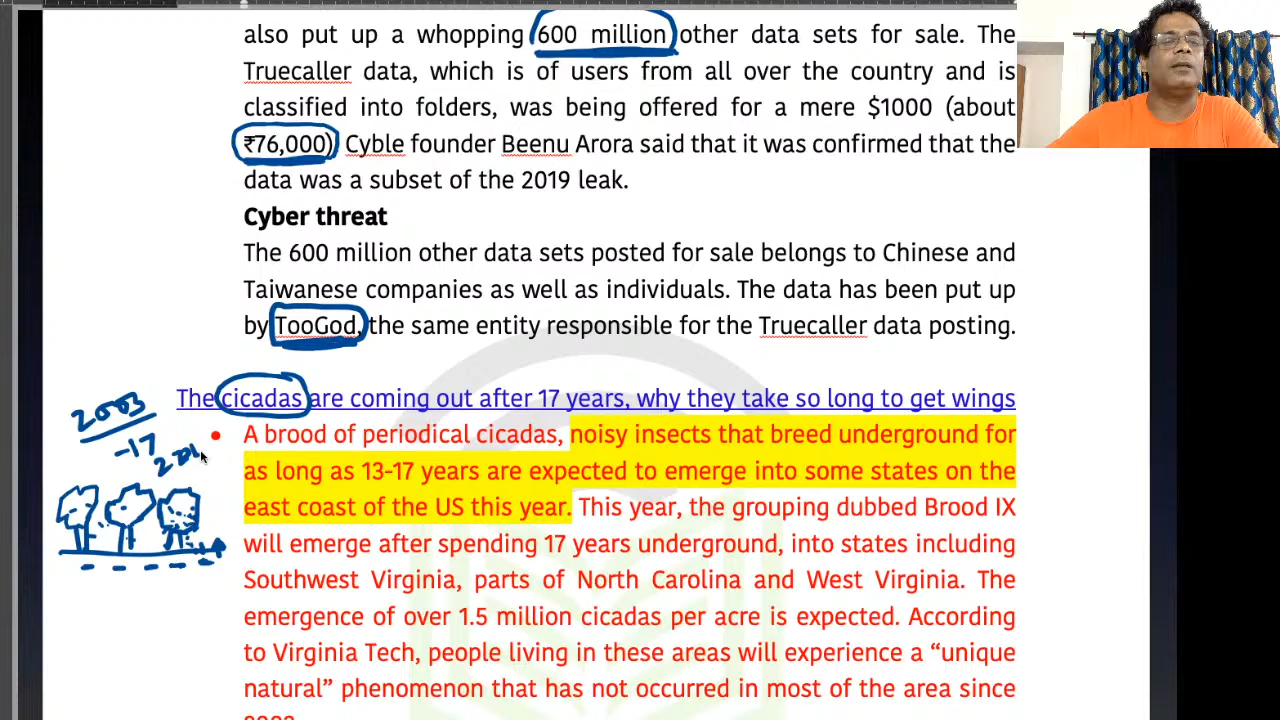 also put up a whopping 600 million other data sets for sale. The
Truecaller data, which is of users from all over the country and is
classified into folders, was being offered for a mere $1000 (about
₹76,000) Cyble founder Beenu Arora said that it was confirmed that the
data was a subset of the 2019 leak.
Cyber threat
The 600 million other data sets posted for sale belongs to Chinese and
Taiwanese companies as well as individuals. The data has been put up
by TooGod, the same entity responsible for the Truecaller data posting.
The cicadas are coming out after 17 years, why they take so long to get wings
2003
-17
• A brood of periodical cicadas, noisy insects that breed underground for
as long as 13-17 years are expected to emerge into some states on the
east coast of the US this year. This year, the grouping dubbed Brood IX
will emerge after spending 17 years underground, into states including
Southwest Virginia, parts of North Carolina and West Virginia. The
emergence of over 1.5 million cicadas per acre is expected. According
to Virginia Tech, people living in these areas will experience a “unique
natural” phenomenon that has not occurred in most of the area since